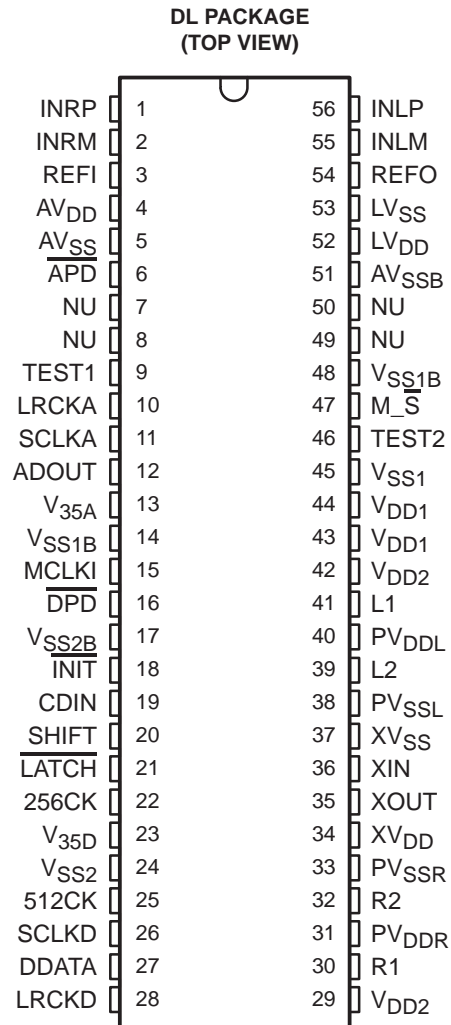 DL PACKAGE
(TOP VIEW)
INRP 1 56 INLP
INRM 2 55 INLM
REFI 3 54 REFO
AVDD 4 53 LVSS
AVSS 5 52 LVDD
A̅P̅D̅ 6 51 AVSSB
NU 7 50 NU
NU 8 49 NU
TEST1 9 48 VSS1B
LRCKA 10 47 M_S̅
SCLKA 11 46 TEST2
ADOUT 12 45 VSS1
V35A 13 44 VDD1
VSS1B 14 43 VDD1
MCLKI 15 42 VDD2
D̅P̅D̅ 16 41 L1
VSS2B 17 40 PVDDL
I̅N̅I̅T̅ 18 39 L2
CDIN 19 38 PVSSL
SHIFT 20 37 XVSS
L̅A̅T̅C̅H̅ 21 36 XIN
256CK 22 35 XOUT
V35D 23 34 XVDD
VSS2 24 33 PVSSR
512CK 25 32 R2
SCLKD 26 31 PVDDR
DDATA 27 30 R1
LRCKD 28 29 VDD2